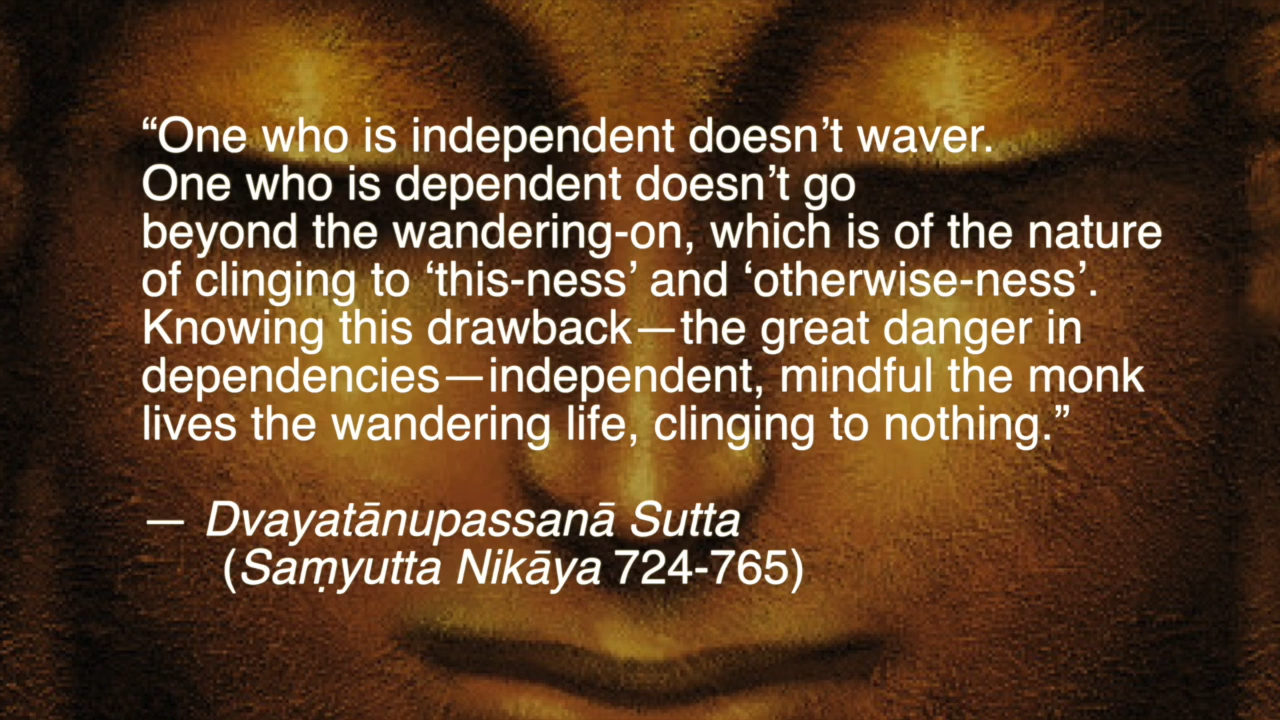 “One who is independent doesn’t waver.
One who is dependent doesn’t go
beyond the wandering-on, which is of the nature
of clinging to ‘this-ness’ and ‘otherwise-ness’.
Knowing this drawback—the great danger in
dependencies—independent, mindful the monk
lives the wandering life, clinging to nothing.”
— Dvayatānupassanā Sutta
(Saṃyutta Nikāya 724-765)